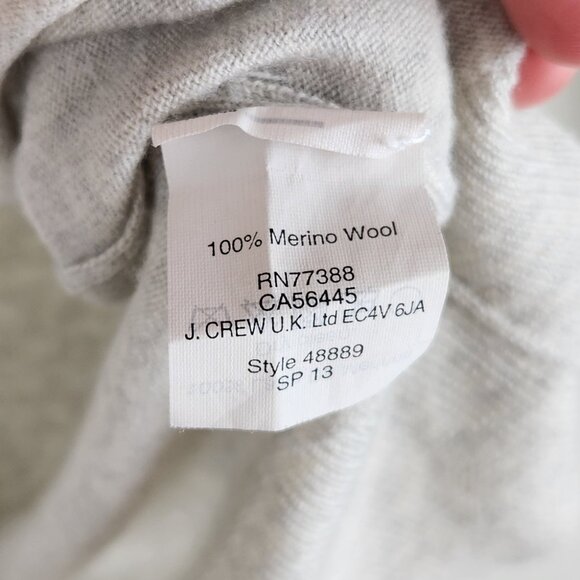 100% Merino Wool
RN77388
CA56445
J. CREW U.K. Ltd EC4V 6JA
Style 48889
SP 13